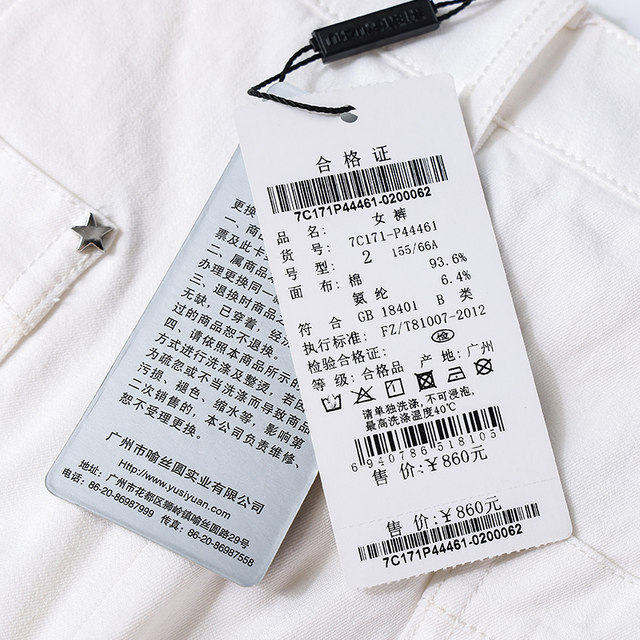 合格证
7C171P44461-0200062
品 名: 女裤
货 号: 7C171-P44461
号 型: 2 155/66A
面 布: 棉 93.6%
氨 纶 6.4%
符 合 GB 18401 B 类
执行标准: FZ/T81007-2012
检验合格证: 检
等 级: 合格品 产 地: 广州
请单独洗涤, 不可浸泡,
最高洗涤温度40℃
6 940786 518105
售 价: ¥ 860元
售 价: ¥ 860元
7C171P44461-0200062
更换
一、商
票及此卡
二、属商品
办理更换同一
三、退换时商品
无缺、已穿着, 经
过的商品恕不退换。
四、请依照本商品所示的
方式进行洗涤及整烫, 若因
为疏忽或不当洗涤而导致商品
污损、褪色、缩水等, 影响第
二次销售的, 本公司负责维修,
恕不受理更换。
广州市喻丝圆实业有限公司
Http://www.yusiyuan.com
地址: 广州市花都区狮岭镇喻丝圆路29号
电话: 86-20-86987999 传真: 86-20-86987558